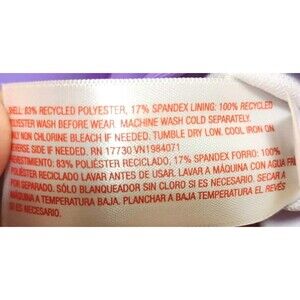 SHELL: 83% RECYCLED POLYESTER, 17% SPANDEX LINING: 100% RECYCLED
POLYESTER WASH BEFORE WEAR. MACHINE WASH COLD SEPARATELY.
ONLY NON CHLORINE BLEACH IF NEEDED. TUMBLE DRY LOW. COOL IRON ON
REVERSE SIDE IF NEEDED. RN 17730 VN1984071
REVESTIMENTO: 83% POLIÉSTER RECICLADO, 17% SPANDEX FORRO: 100%
POLIÉSTER RECICLADO LAVAR ANTES DE USAR. LAVAR A MÁQUINA CON AGUA
POR SEPARADO. SÓLO BLANQUEADOR SIN CLORO SI ES NECESARIO. SECAR A
MÁQUINA A TEMPERATURA BAJA. PLANCHAR A BAJA TEMPERATURA EL REVÉS
SI ES NECESARIO.